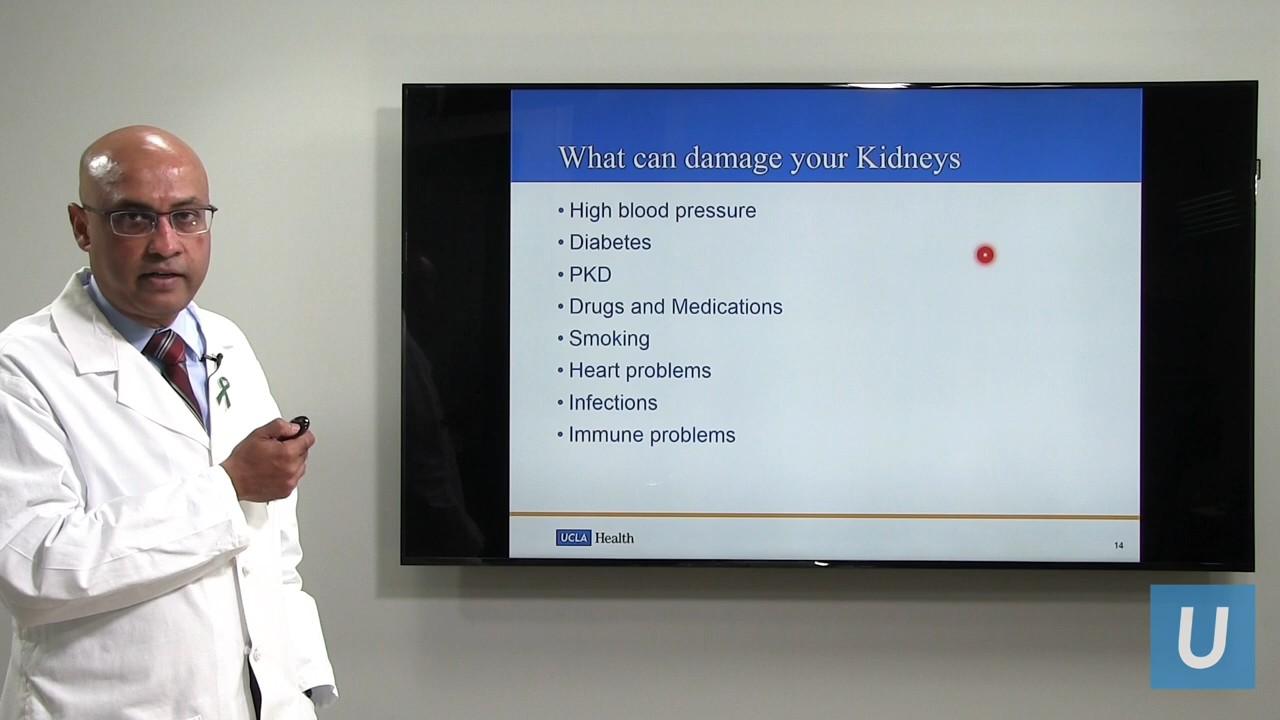 What can damage your Kidneys
• High blood pressure
• Diabetes
• PKD
• Drugs and Medications
• Smoking
• Heart problems
• Infections
• Immune problems
UCLA Health
14
U